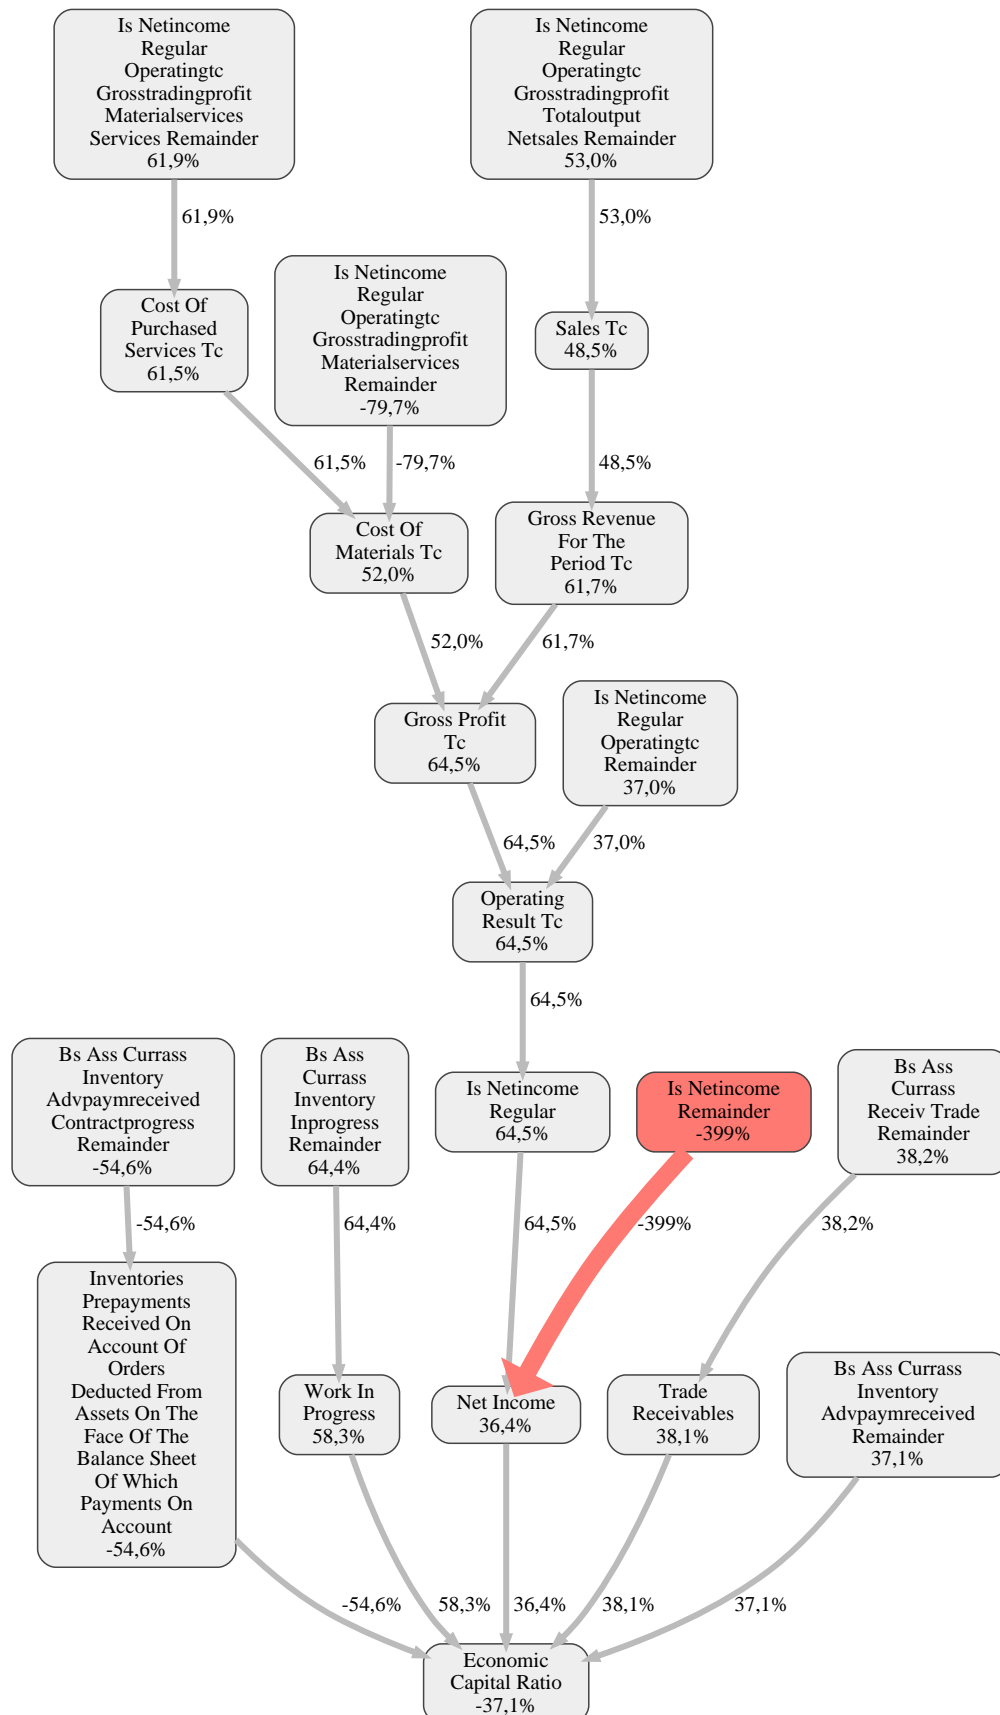 Is Netincome
Regular
Operatingtc
Grosstradingprofit
Materialservices
Services Remainder
61,9%
Is Netincome
Regular
Operatingtc
Grosstradingprofit
Totaloutput
Netsales Remainder
53,0%
61,9%
53,0%
Is Netincome
Regular
Operatingtc
Grosstradingprofit
Materialservices
Remainder
-79,7%
Cost Of
Purchased
Services Tc
61,5%
Sales Tc
48,5%
61,5%
-79,7%
48,5%
Cost Of
Materials Tc
52,0%
Gross Revenue
For The
Period Tc
61,7%
52,0%
61,7%
Gross Profit
Tc
64,5%
Is Netincome
Regular
Operatingtc
Remainder
37,0%
64,5%
37,0%
Operating
Result Tc
64,5%
64,5%
Bs Ass Currass
Inventory
Advpaymreceived
Contractprogress
Remainder
-54,6%
Bs Ass
Currass
Inventory
Inprogress
Remainder
64,4%
Is Netincome
Regular
64,5%
Is Netincome
Remainder
-399%
Bs Ass
Currass
Receiv Trade
Remainder
38,2%
-54,6%
64,4%
64,5%
-399%
38,2%
Inventories
Prepayments
Received On
Account Of
Orders
Deducted From
Assets On The
Face Of The
Balance Sheet
Of Which
Payments On
Account
-54,6%
Work In
Progress
58,3%
Net Income
36,4%
Trade
Receivables
38,1%
Bs Ass Currass
Inventory
Advpaymreceived
Remainder
37,1%
-54,6%
58,3%
36,4%
38,1%
37,1%
Economic
Capital Ratio
-37,1%